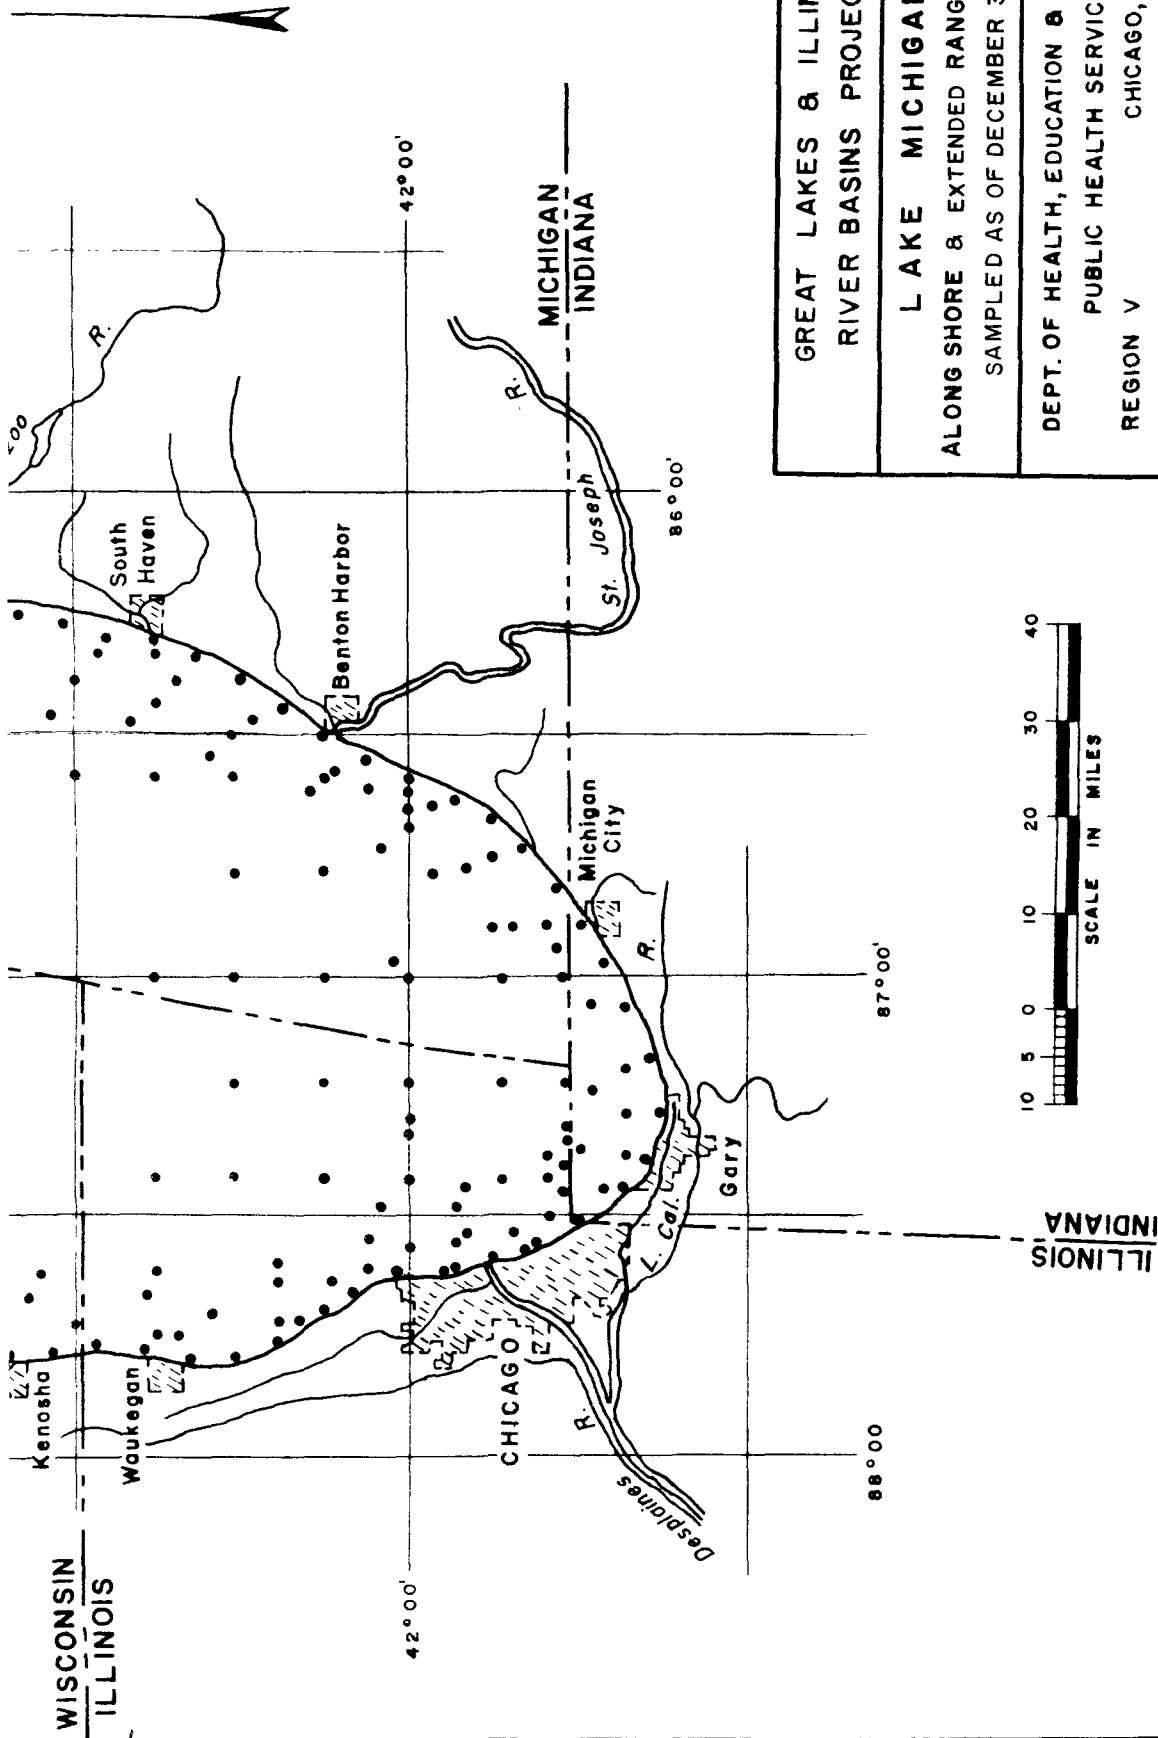 WISCONSIN
ILLINOIS
Kenosha
Waukegan
CHICAGO
Desplaines
R.
42°00'
88°00
L. Cal.
Gary
R.
ILLINOIS
INDIANA
87°00'
Michigan
City
Benton Harbor
South
Haven
R.
St. Joseph
R.
86°00'
MICHIGAN
INDIANA
42°00'
10 5 0 10 20 30 40
SCALE IN MILES
GREAT LAKES & ILLIN
RIVER BASINS PROJEC
LAKE MICHIGA
ALONG SHORE & EXTENDED RANG
SAMPLED AS OF DECEMBER 3
DEPT. OF HEALTH, EDUCATION &
PUBLIC HEALTH SERVIC
REGION V CHICAGO,